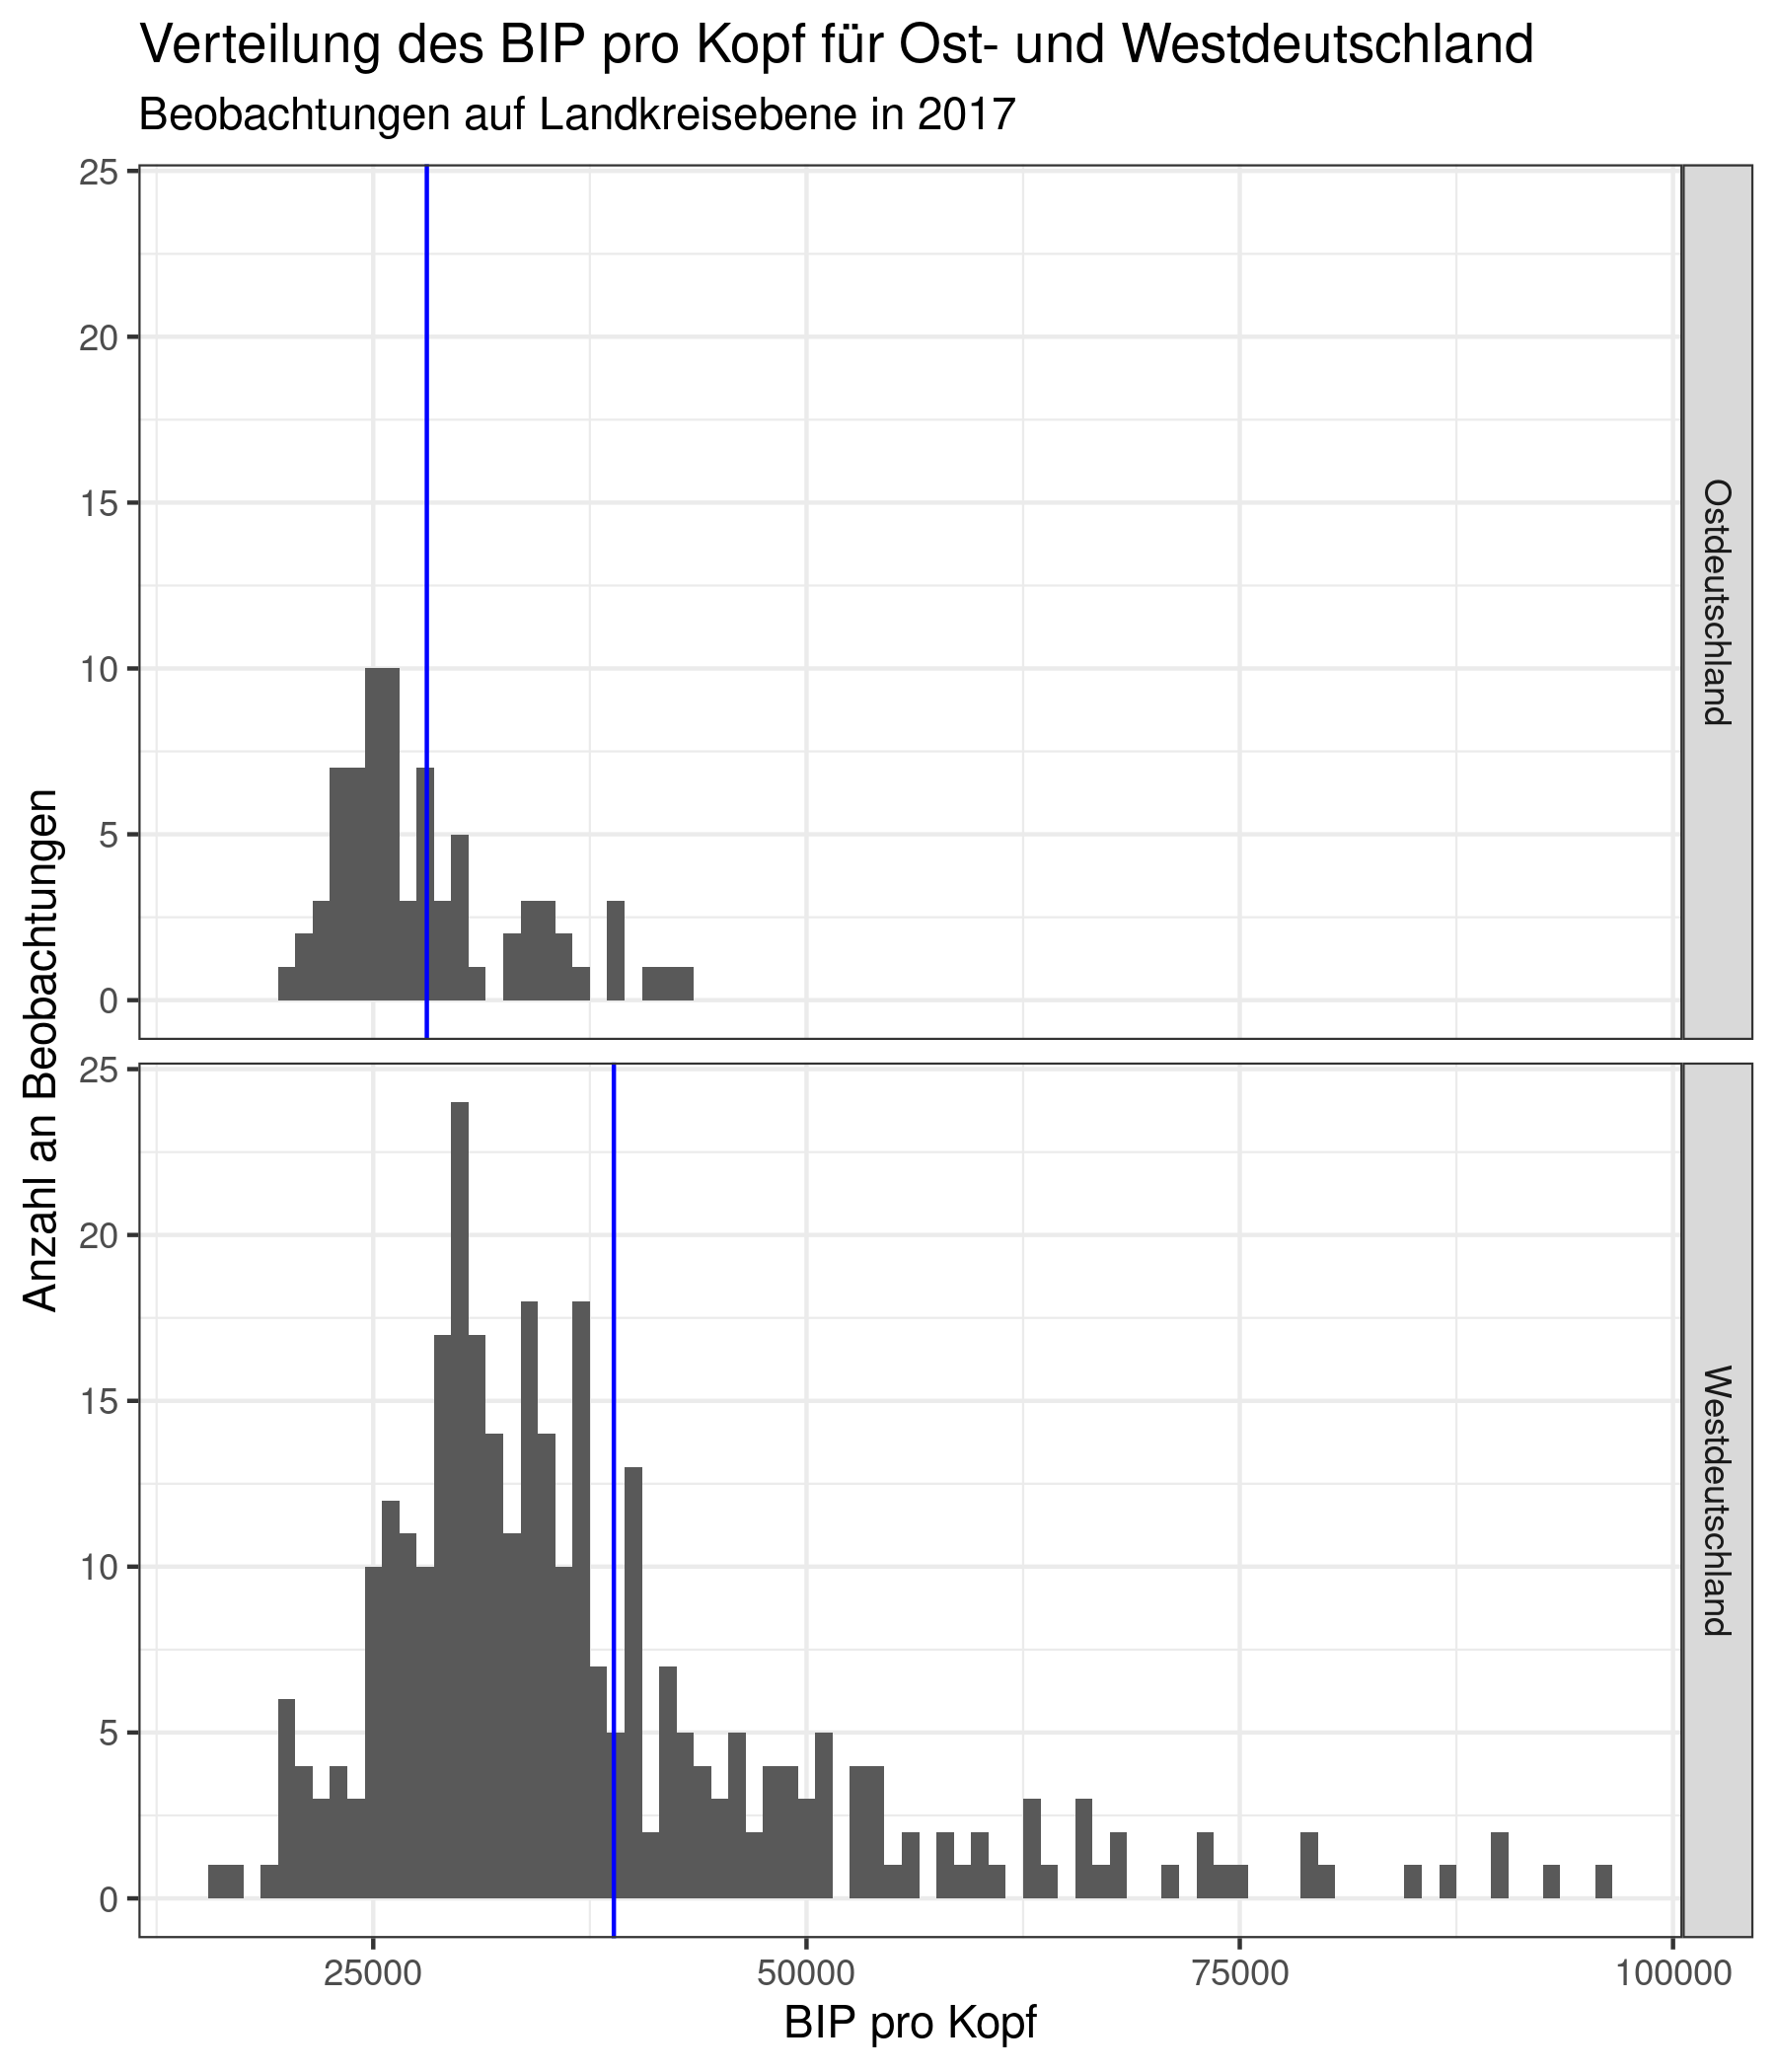 Verteilung des BIP pro Kopf für Ost- und Westdeutschland
Beobachtungen auf Landkreisebene in 2017
Anzahl an Beobachtungen
25
20
15
10
5
0
Ostdeutschland
25
20
15
10
5
0
Westdeutschland
25000
50000
75000
100000
BIP pro Kopf